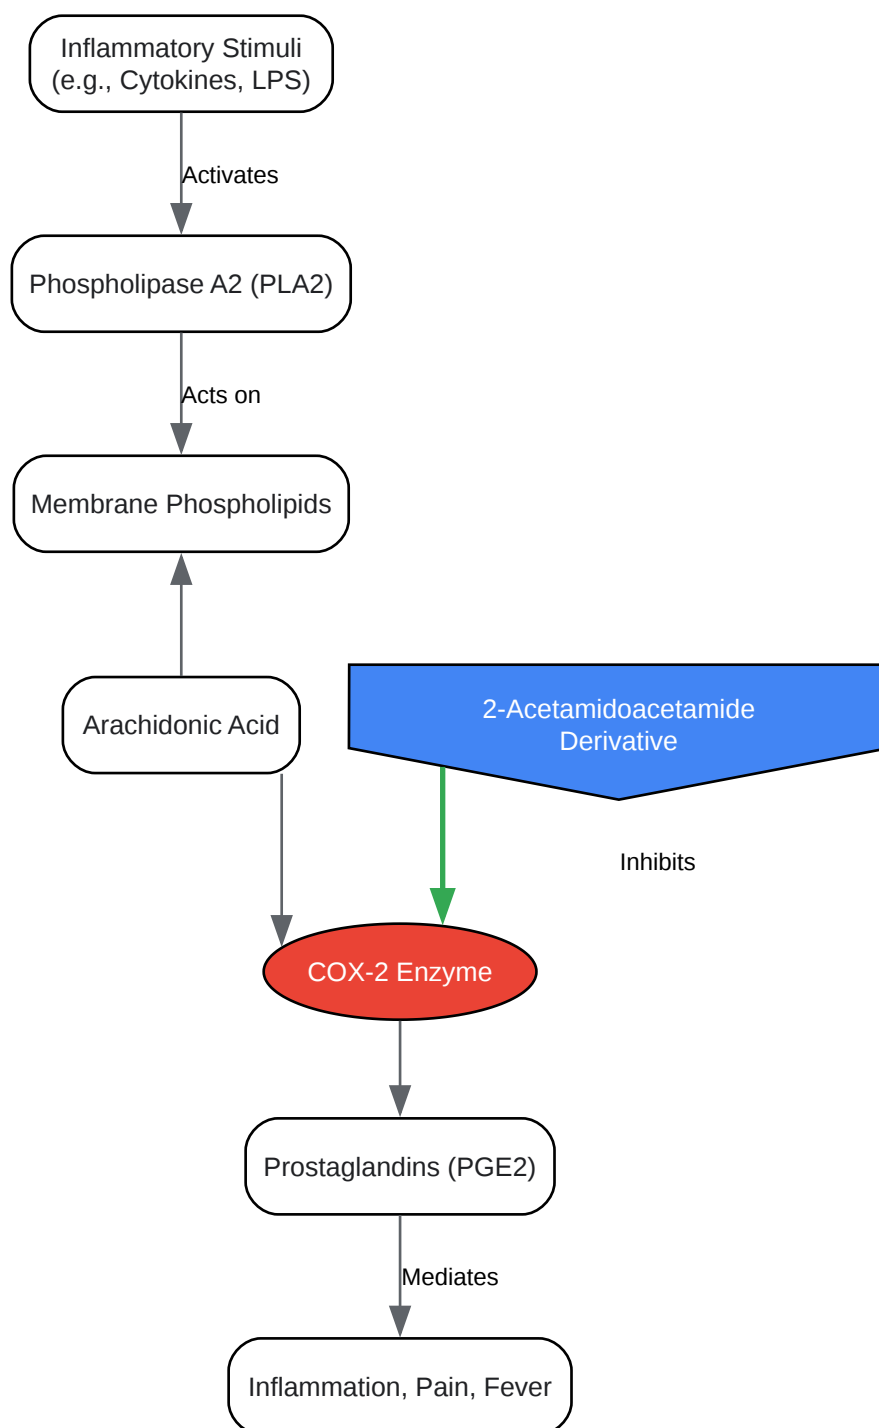 Inflammatory Stimuli
(e.g., Cytokines, LPS)
Activates
Phospholipase A2 (PLA2)
Acts on
Membrane Phospholipids
Arachidonic Acid
2-Acetamidoacetamide
Derivative
Inhibits
COX-2 Enzyme
Prostaglandins (PGE2)
Mediates
Inflammation, Pain, Fever